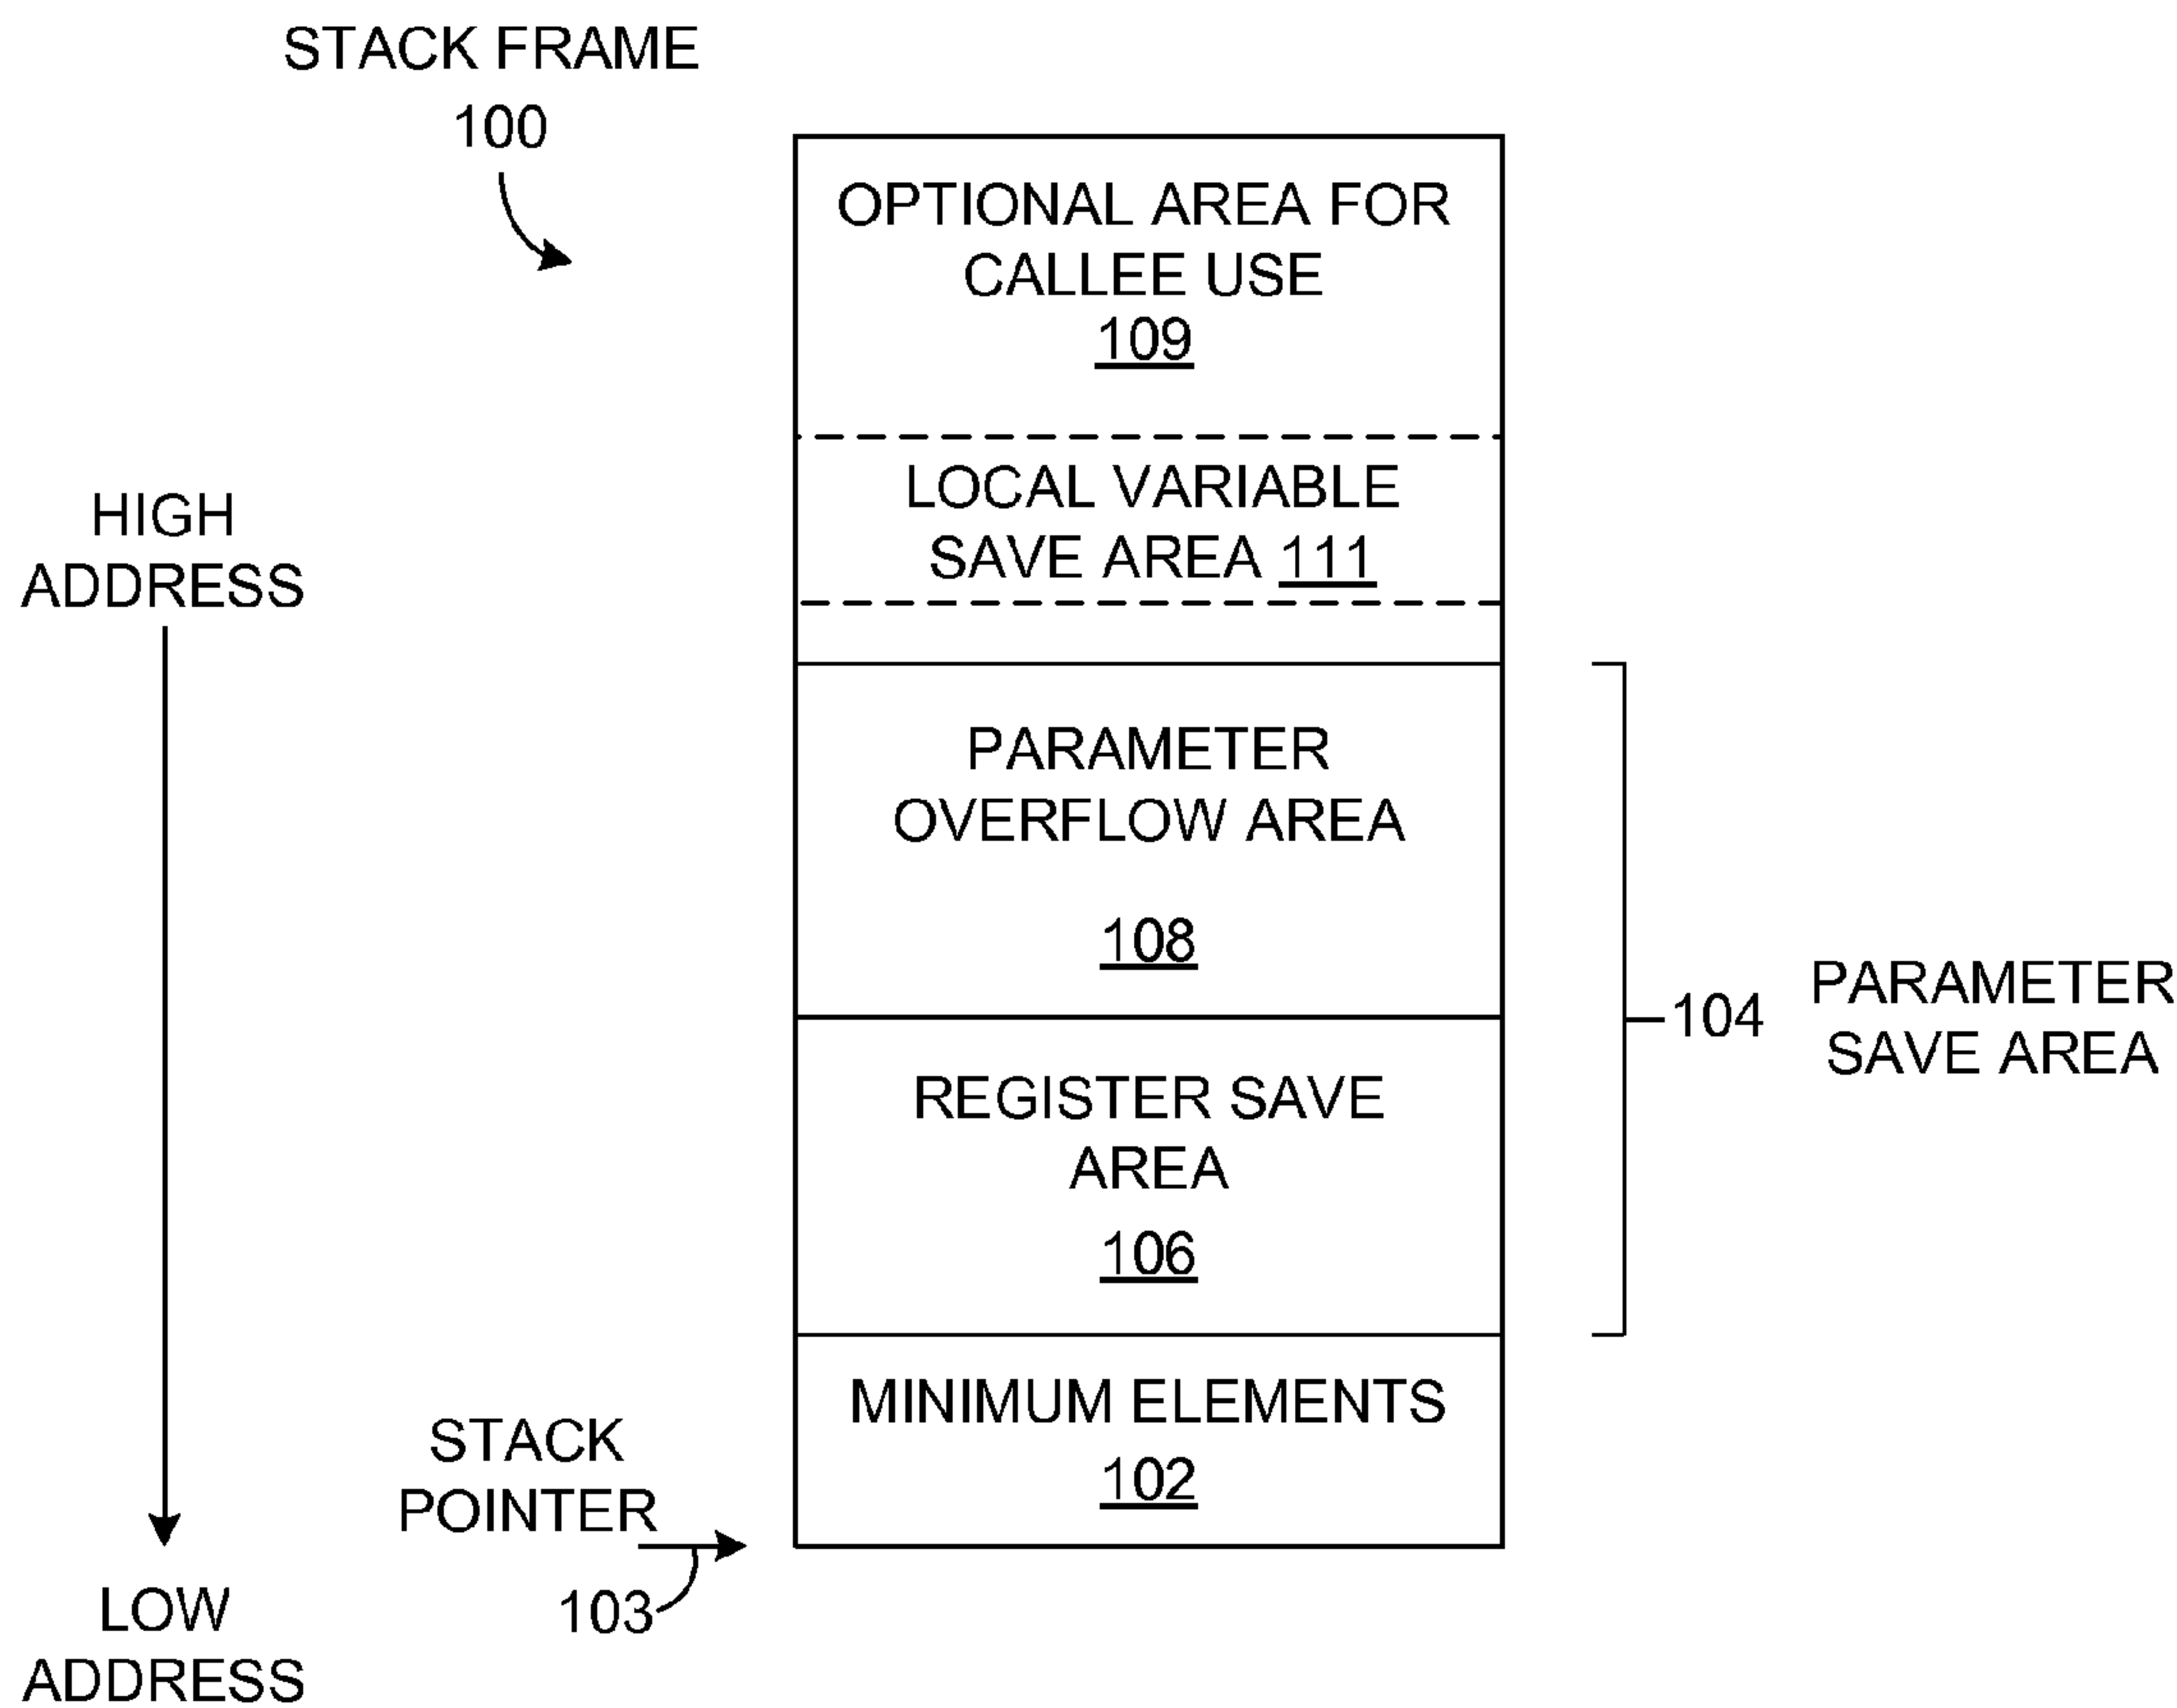 STACK FRAME
100
OPTIONAL AREA FOR
CALLEE USE
109
LOCAL VARIABLE
SAVE AREA 111
HIGH
ADDRESS
PARAMETER
OVERFLOW AREA
108
104
PARAMETER
SAVE AREA
REGISTER SAVE
AREA
106
MINIMUM ELEMENTS
102
STACK
POINTER
103
LOW
ADDRESS